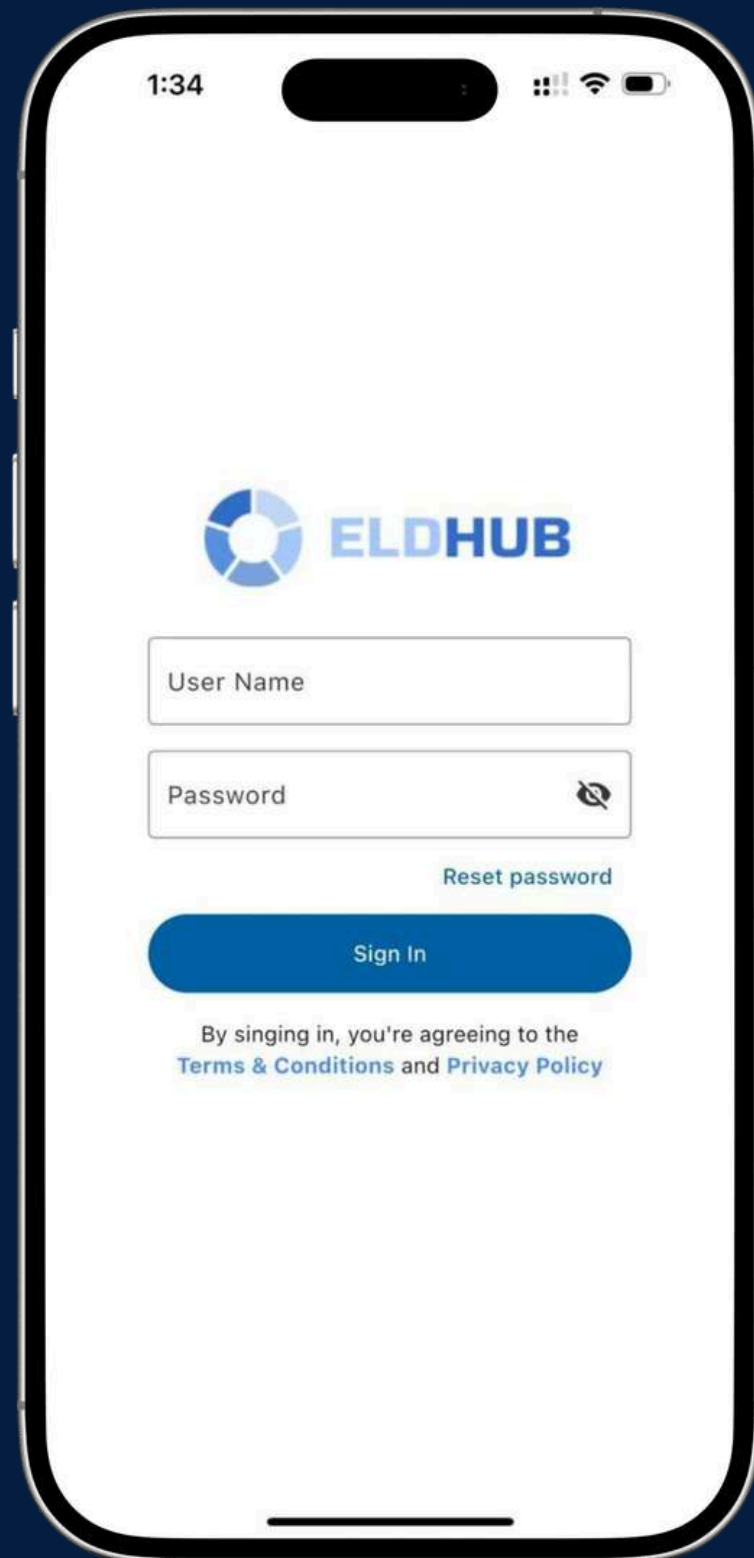 1:34
ELDHUB
User Name
Password
Reset password
Sign In
By singing in, you're agreeing to the
Terms & Conditions and Privacy Policy